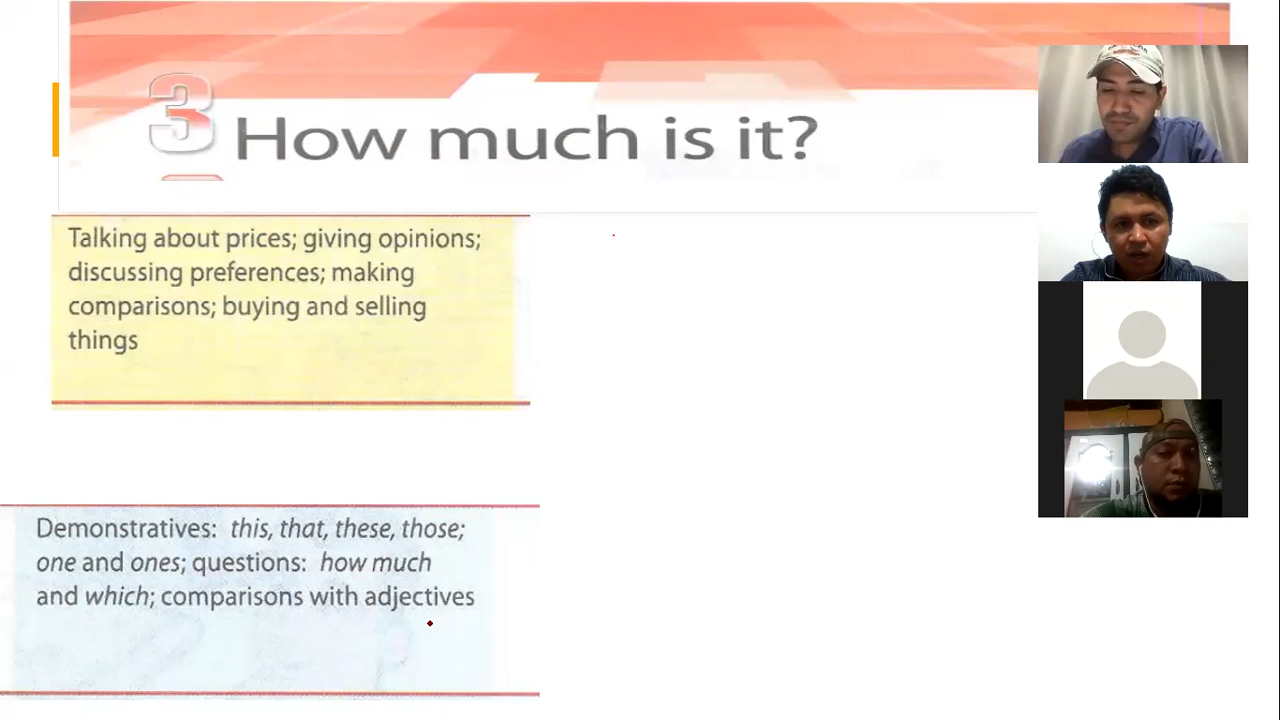 3
How much is it?
Talking about prices; giving opinions;
discussing preferences; making
comparisons; buying and selling
things
Demonstratives: this, that, these, those;
one and ones; questions: how much
and which; comparisons with adjectives